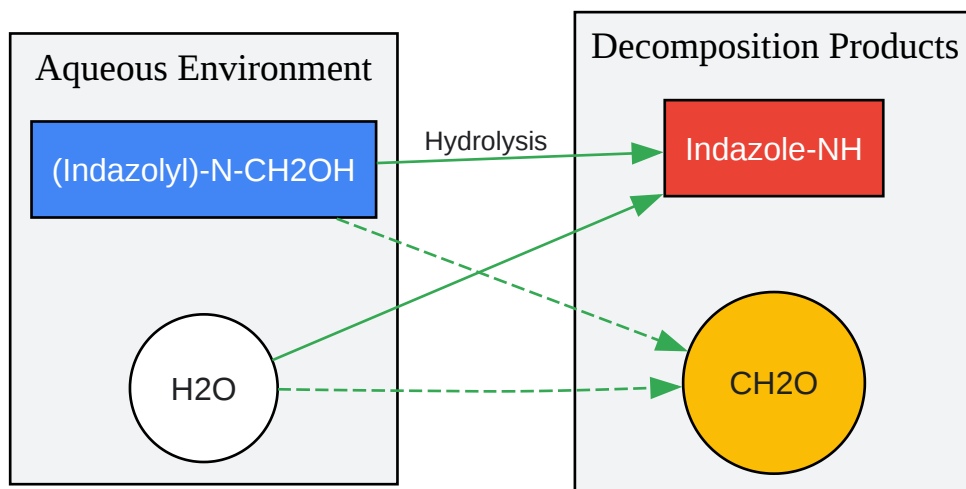 Aqueous Environment
(Indazolyl)-N-CH2OH
H2O
Hydrolysis
Decomposition Products
Indazole-NH
CH2O